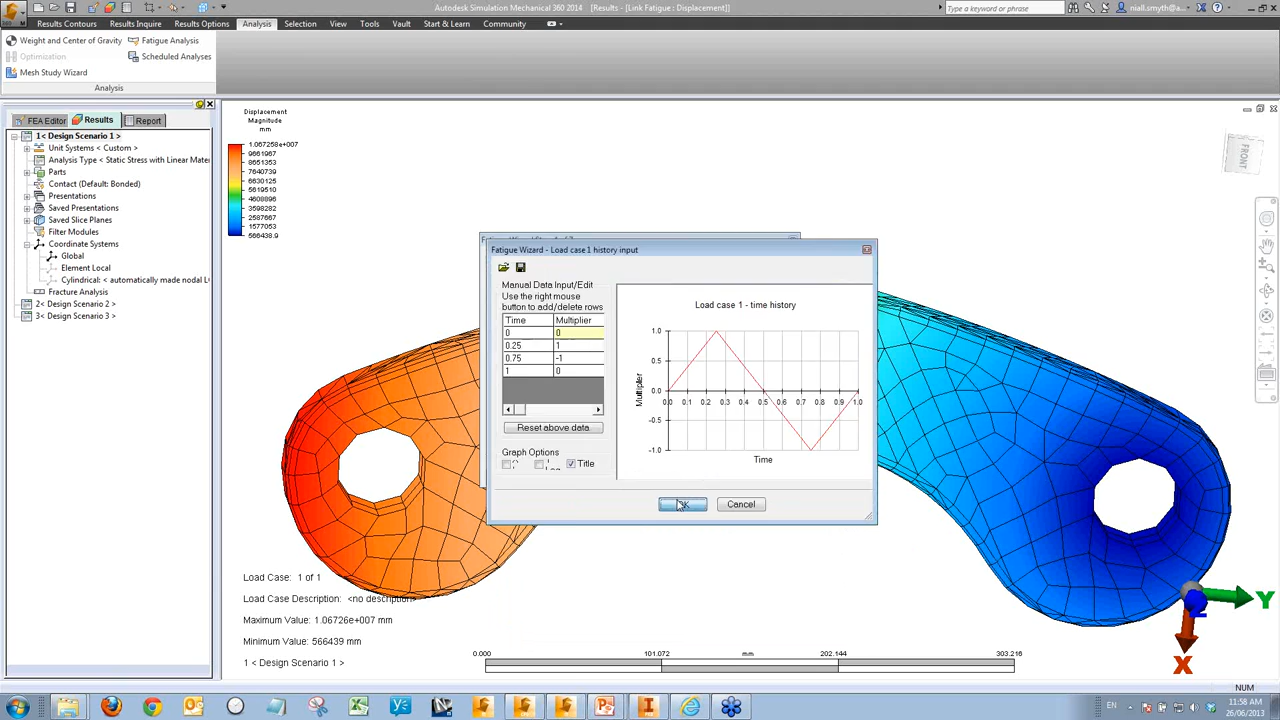 Autodesk Simulation Mechanical 360 2014 [Results - [Link Fatigue : Displacement]]
Type a keyword or phrase
niall.smyth@a...
Results Contours
Results Inquire
Results Options
Analysis
Selection
View
Tools
Vault
Start & Learn
Community
Weight and Center of Gravity
Fatigue Analysis
Optimization
Scheduled Analyses
Mesh Study Wizard
Analysis
FEA Editor
Results
Report
1< Design Scenario 1 >
Unit Systems < Custom >
Analysis Type < Static Stress with Linear Mater
Parts
Contact (Default: Bonded)
Presentations
Saved Presentations
Saved Slice Planes
Filter Modules
Coordinate Systems
Global
Element Local
Cylindrical: < automatically made nodal L
Fracture Analysis
2< Design Scenario 2 >
3< Design Scenario 3 >
Displacement
Magnitude
mm
1.067258e+007
9661967
8651353
7640739
6630125
5619510
4608896
3598282
2587667
1577053
566438.9
FRONT
Fatigue Wizard - Load case 1 history input
Manual Data Input/Edit
Use the right mouse
button to add/delete rows
Time Multiplier
0 0
0.25 1
0.75 -1
1 0
Reset above data
Graph Options
Title
Load case 1 - time history
1.0
0.5
0.0
-0.5
-1.0
Multiplier
0.0 0.1 0.2 0.3 0.4 0.5 0.6 0.7 0.8 0.9 1.0
Time
Cancel
Load Case: 1 of 1
Load Case Description: <no description>
Maximum Value: 1.06726e+007 mm
Minimum Value: 566439 mm
1 < Design Scenario 1 >
0.000
101.072
mm
202.144
303.216
Y
Z
X
NUM
EN
11:58 AM
26/06/2013